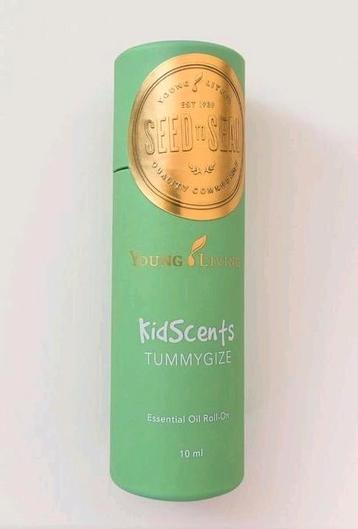 YOUNG LIVING
EST 1989
SEED TO SEAL
QUALITY COMMITMENT
YOUNG LIVING
KidScents
TUMMYGIZE
Essential Oil Roll-On
10 ml